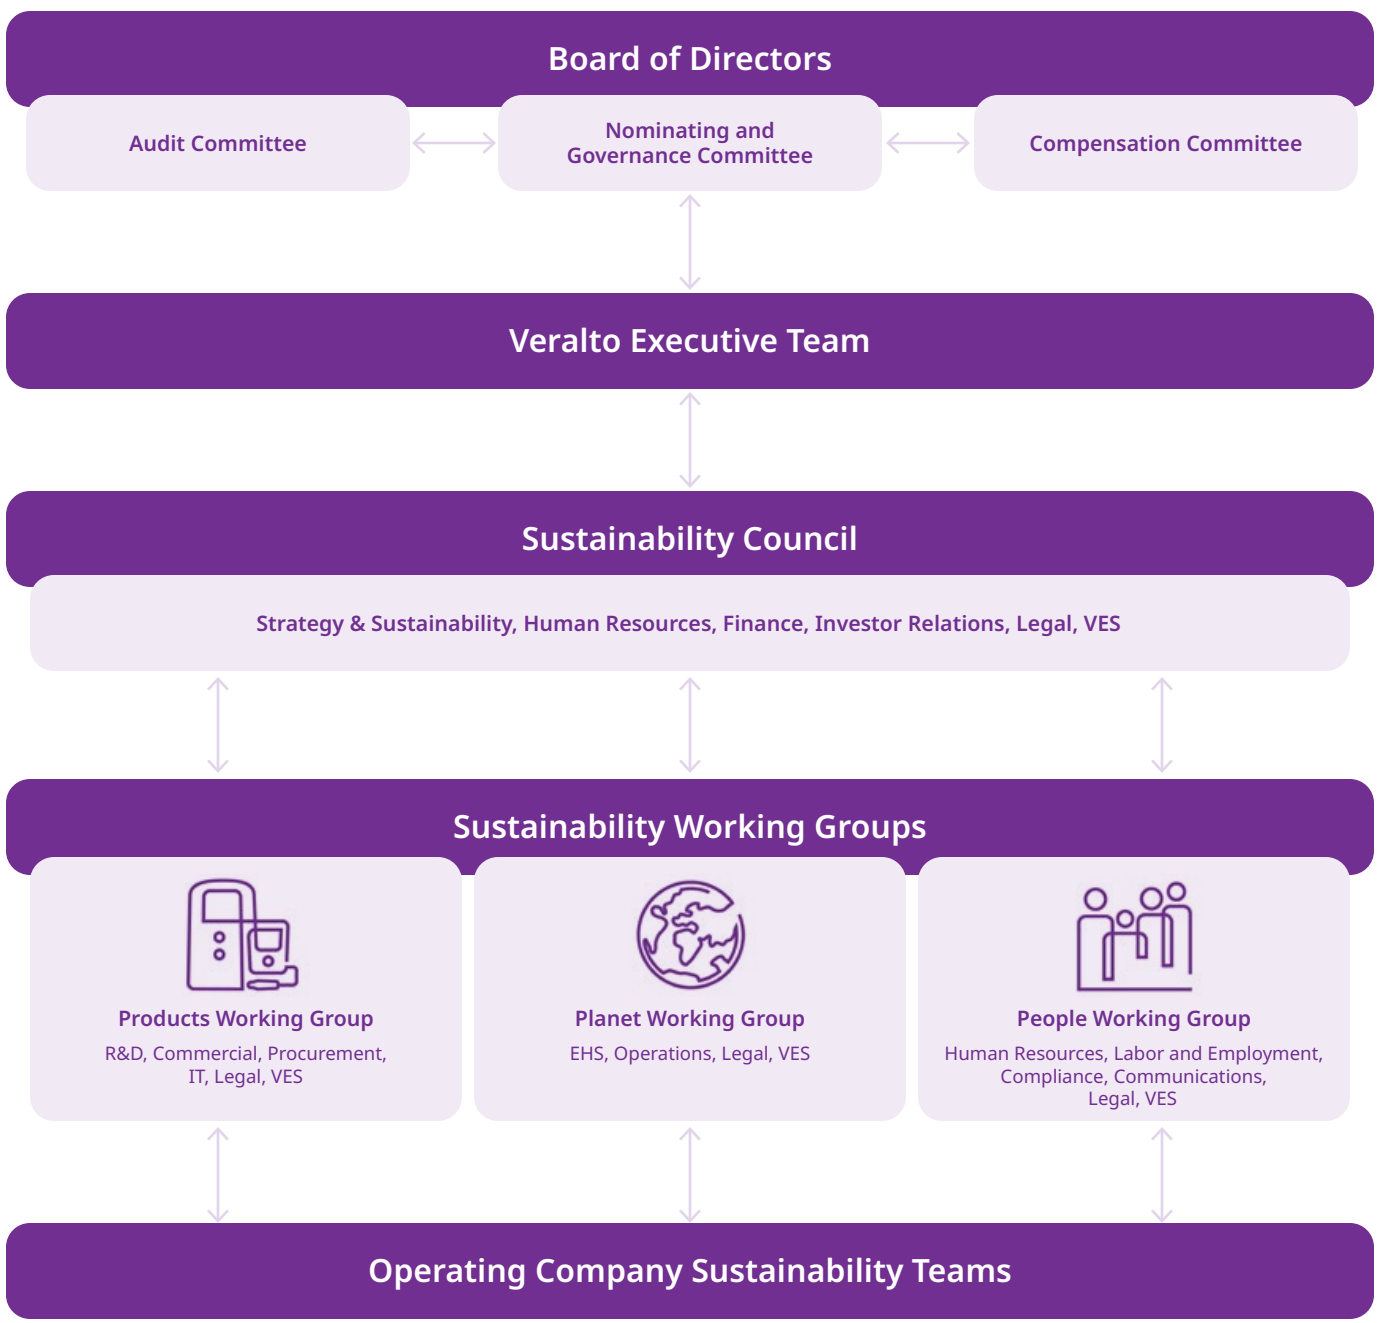 Board of Directors
Audit Committee
Nominating and
Governance Committee
Compensation Committee
Veralto Executive Team
Sustainability Council
Strategy & Sustainability, Human Resources, Finance, Investor Relations, Legal, VES
Sustainability Working Groups
Products Working Group
R&D, Commercial, Procurement,
IT, Legal, VES
Planet Working Group
EHS, Operations, Legal, VES
People Working Group
Human Resources, Labor and Employment,
Compliance, Communications,
Legal, VES
Operating Company Sustainability Teams